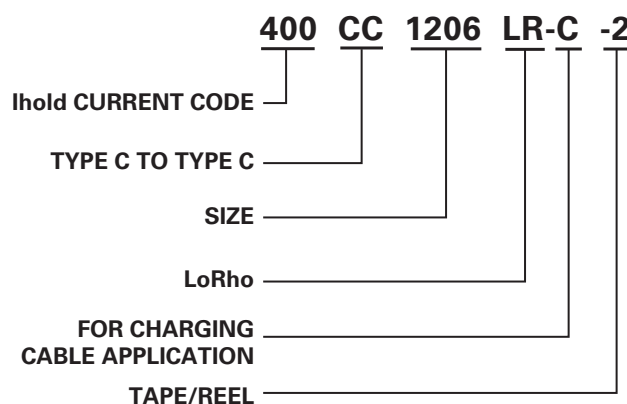 400 CC 1206 LR-C -2
Ihold CURRENT CODE
TYPE C TO TYPE C
SIZE
LoRho
FOR CHARGING
CABLE APPLICATION
TAPE/REEL